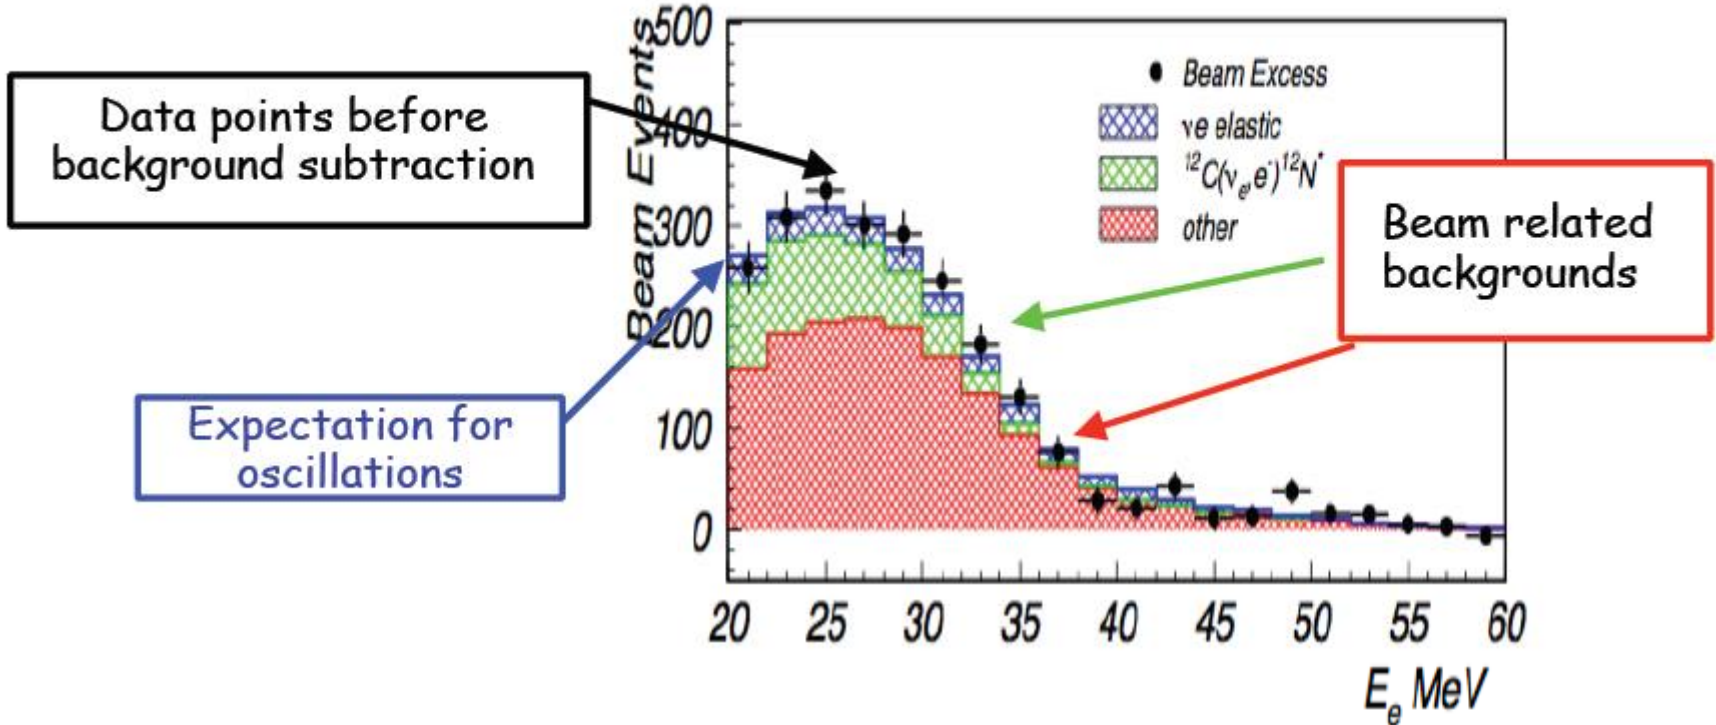 Data points before
background subtraction
Expectation for
oscillations
Beam related
backgrounds
Beam Events
500
400
300
200
100
0
Beam Excess
νe elastic
¹²C(νₑ,e⁻)¹²N*
other
20 25 30 35 40 45 50 55 60
Eₑ MeV